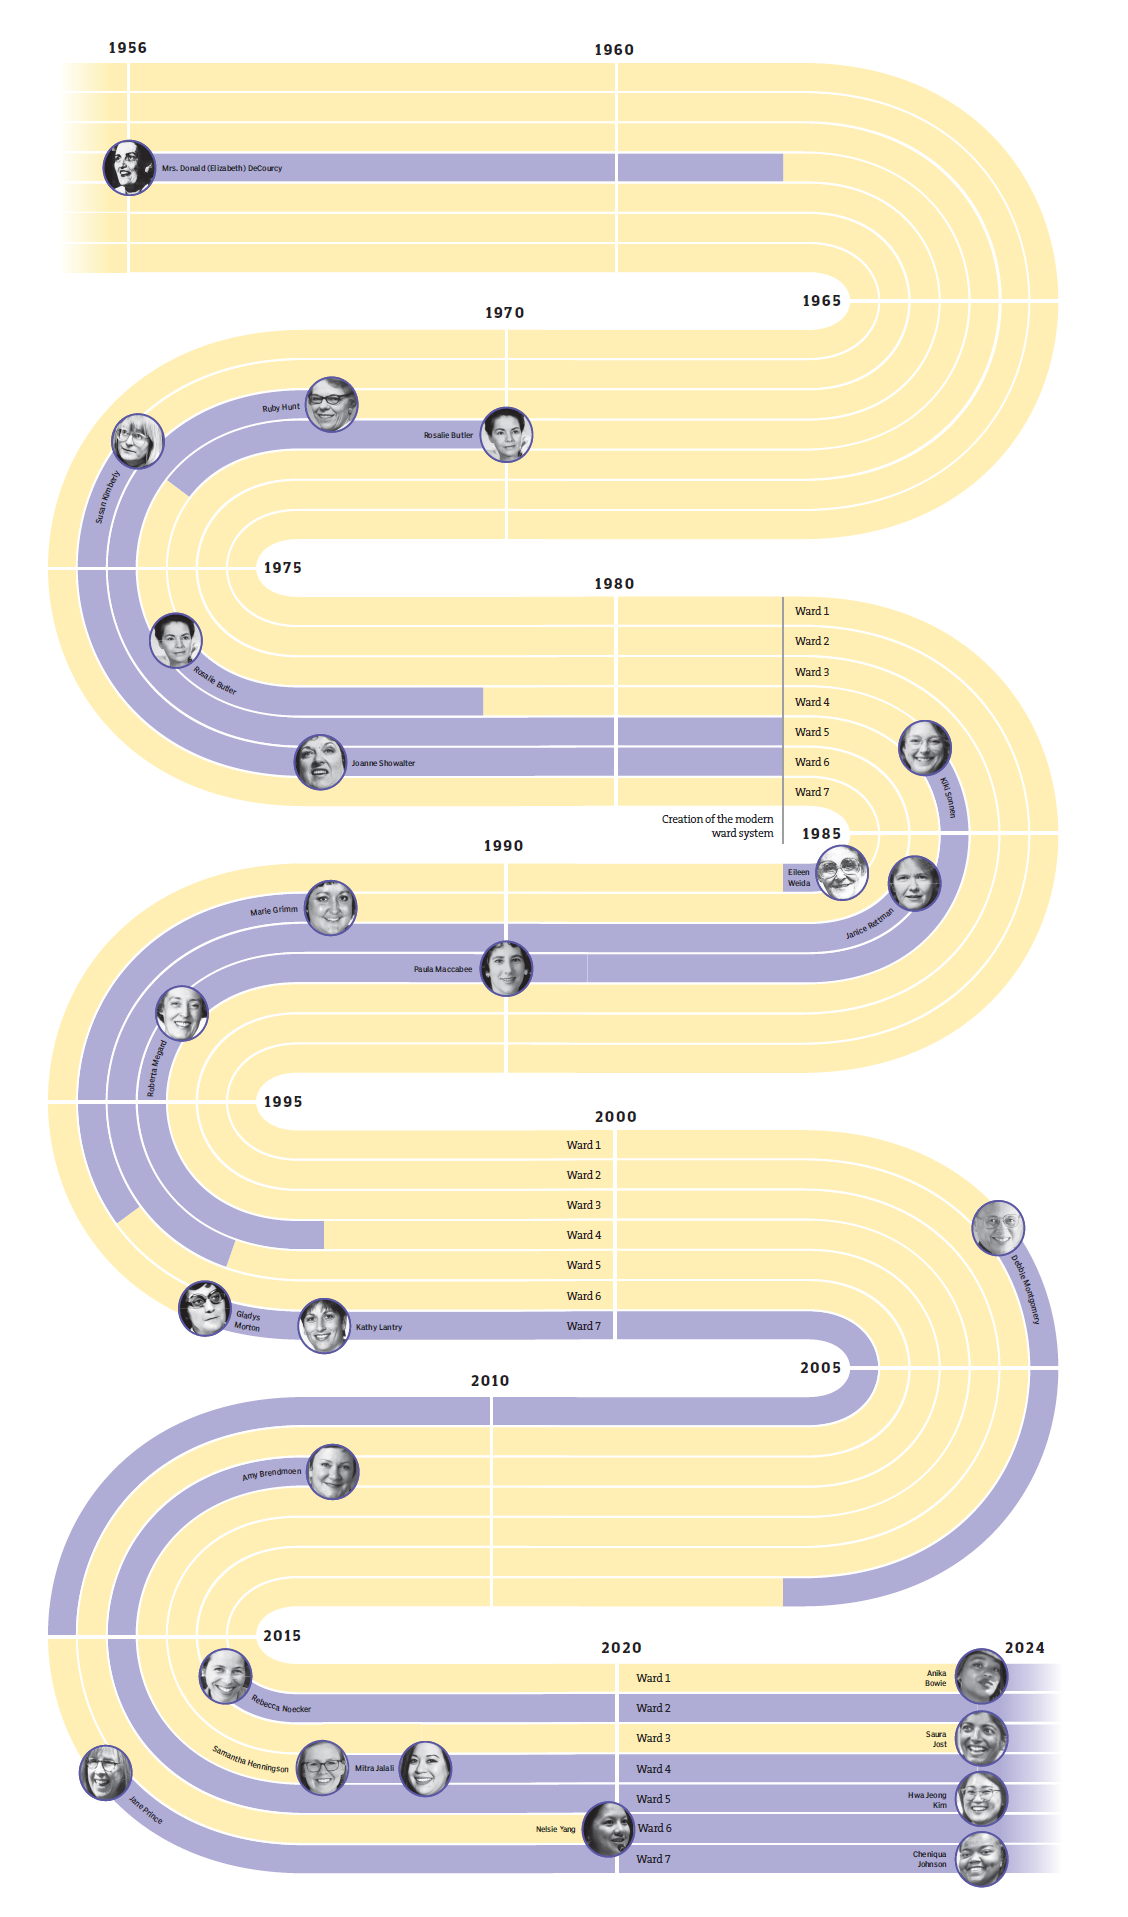 1956
1960
Mrs. Donald (Elizabeth) DeCourcy
1965
1970
Ruby Hunt
Rosalie Butler
Susan Kimberly
1975
1980
Ward 1
Ward 2
Ward 3
Ward 4
Ward 5
Ward 6
Ward 7
Rosalie Butler
Joanne Showalter
Kiki Sonnen
Creation of the modern
ward system
1985
1990
Eileen
Weida
Janice Rettman
Marie Grimm
Paula Maccabee
Roberta Megard
1995
2000
Ward 1
Ward 2
Ward 3
Ward 4
Ward 5
Ward 6
Ward 7
Debbie Montgomery
Gladys
Morton
Kathy Lantry
2005
2010
Amy Brendmoen
2015
2020
2024
Ward 1
Ward 2
Ward 3
Ward 4
Ward 5
Ward 6
Ward 7
Anika
Bowie
Rebecca Noecker
Saura
Jost
Samantha Henningson
Mitra Jalali
Jane Prince
HwaJeong
Kim
Nelsie Yang
Cheniqua
Johnson